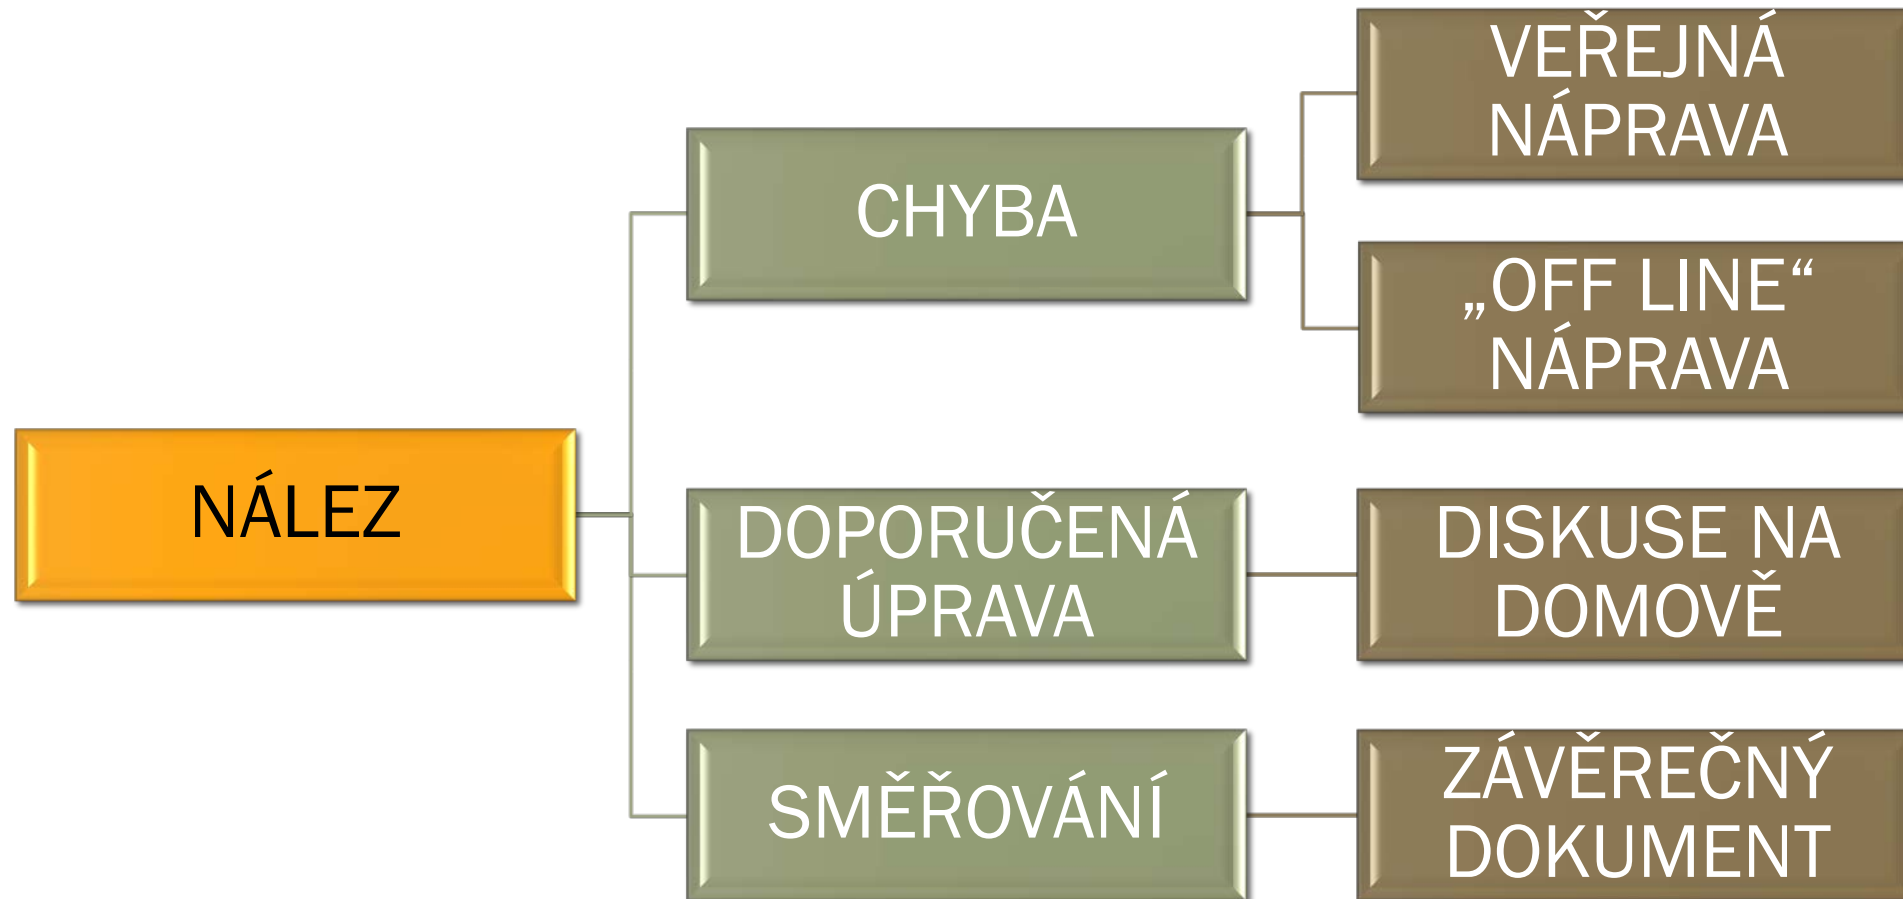 NÁLEZ
CHYBA
VEŘEJNÁ
NÁPRAVA
„OFF LINE“
NÁPRAVA
DOPORUČENÁ
ÚPRAVA
DISKUSE NA
DOMOVĚ
SMĚŘOVÁNÍ
ZÁVĚREČNÝ
DOKUMENT